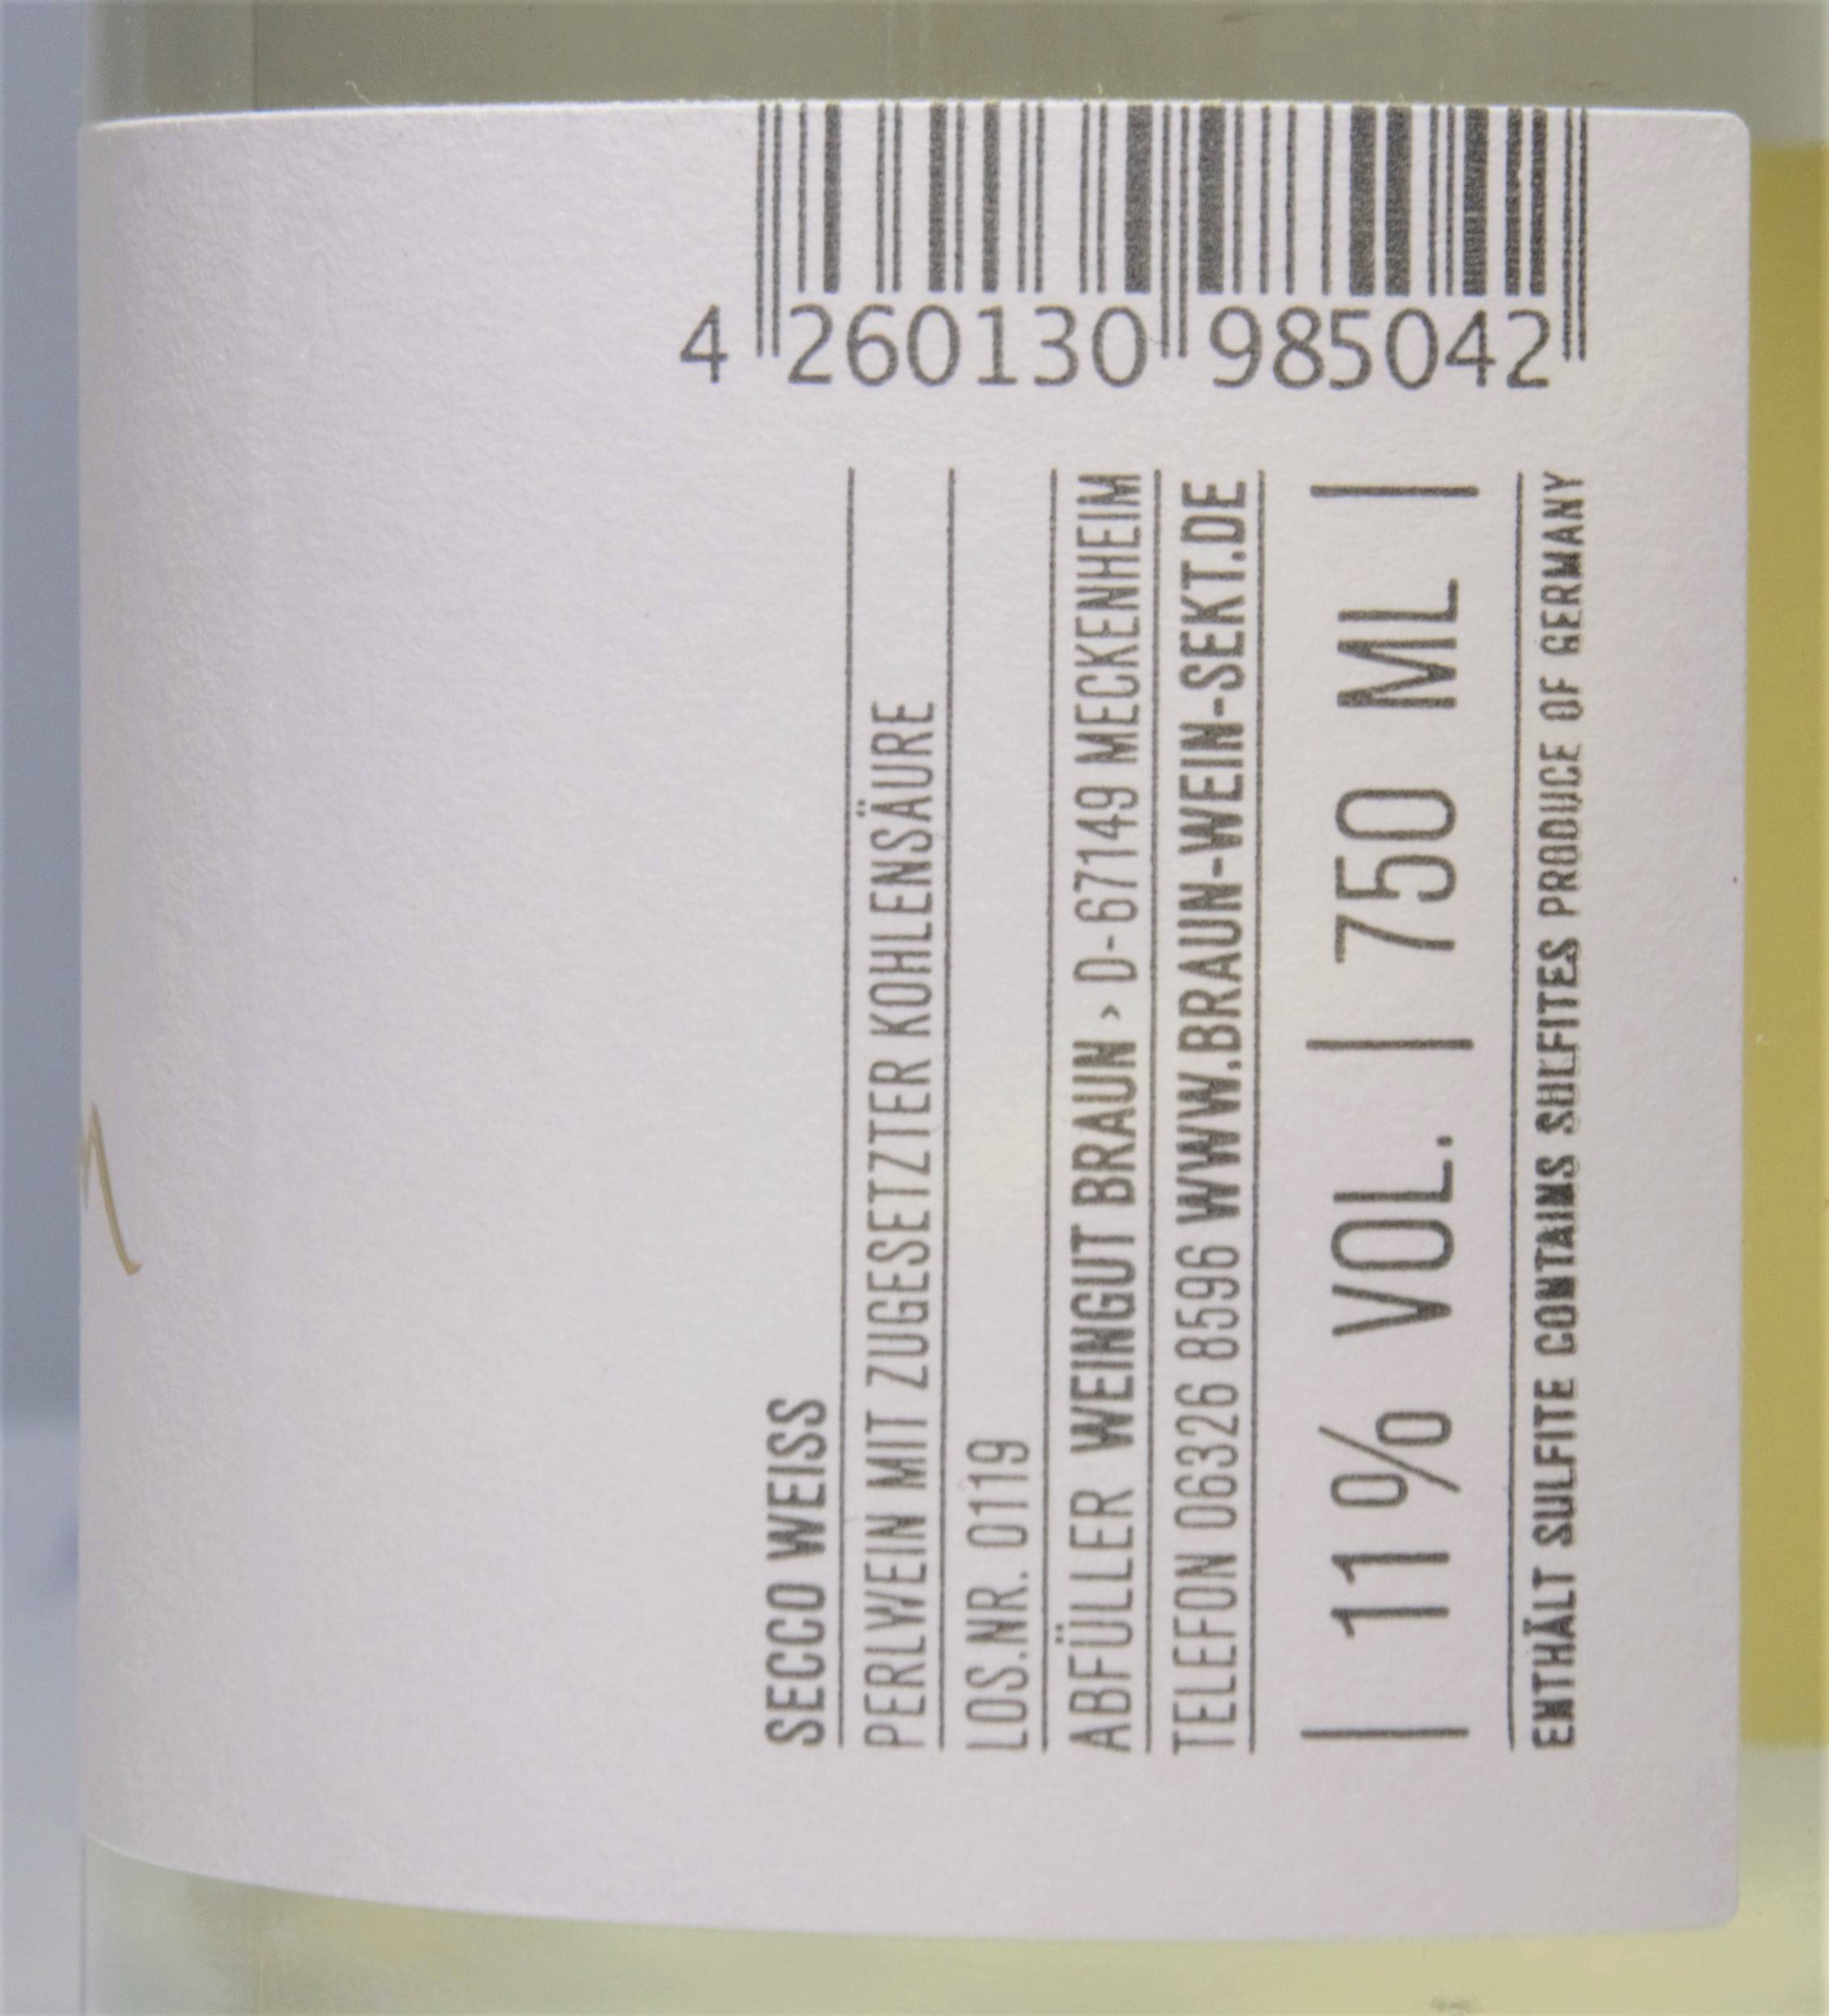 4 260130 985042
SECCO WEISS
PERLWEIN MIT ZUGESETZTER KOHLENSÄURE
LOS.NR. 0119
ABFÜLLER WEINGUT BRAUN > D-67149 MECKENHEIM
TELEFON 06326 8596 WWW.BRAUN-WEIN-SEKT.DE
| 11% VOL. | 750 ML |
ENTHÄLT SULFITE CONTAINS SULFITES PRODUCE OF GERMANY